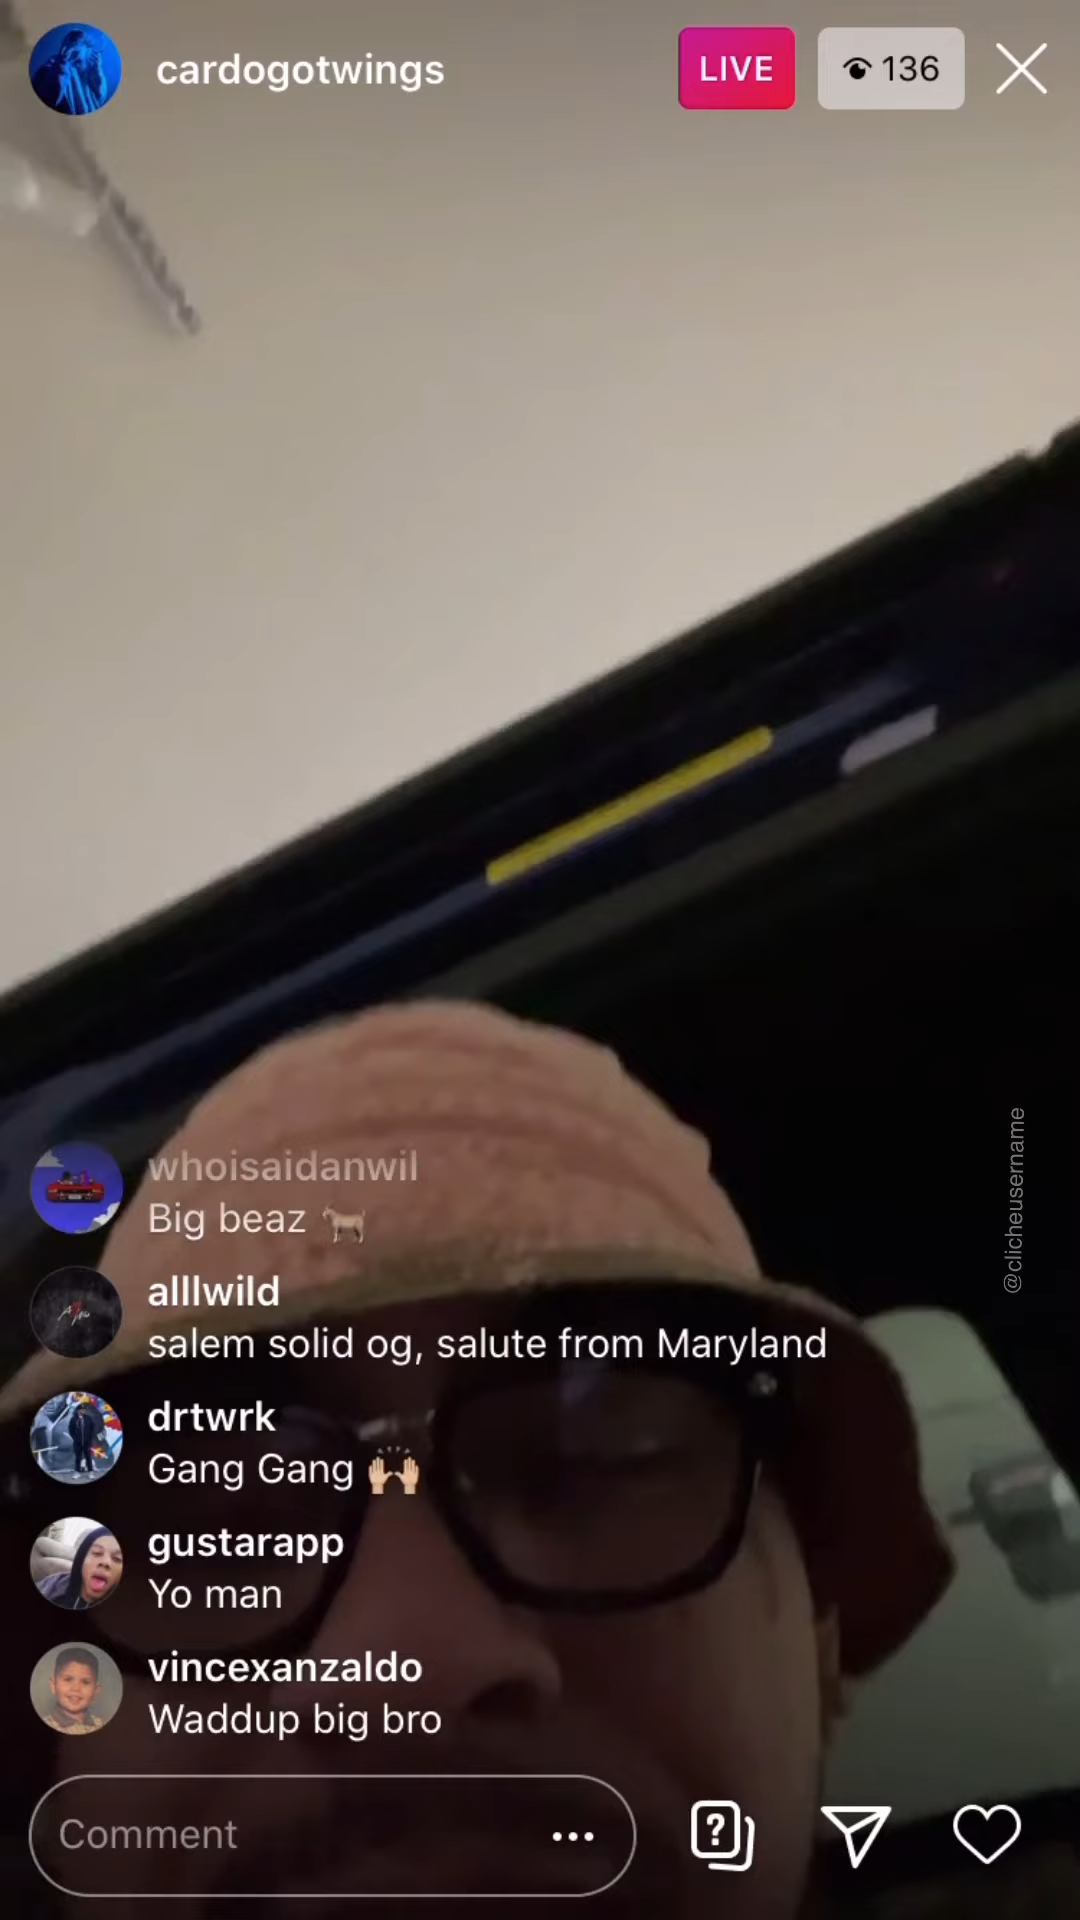 cardogotwings
LIVE
136
@clicheusername
whoisaidanwil
Big beaz 🐐
alllwild
salem solid og, salute from Maryland
drtwrk
Gang Gang 🙌🏼
gustarapp
Yo man
vincexanzaldo
Waddup big bro
Comment